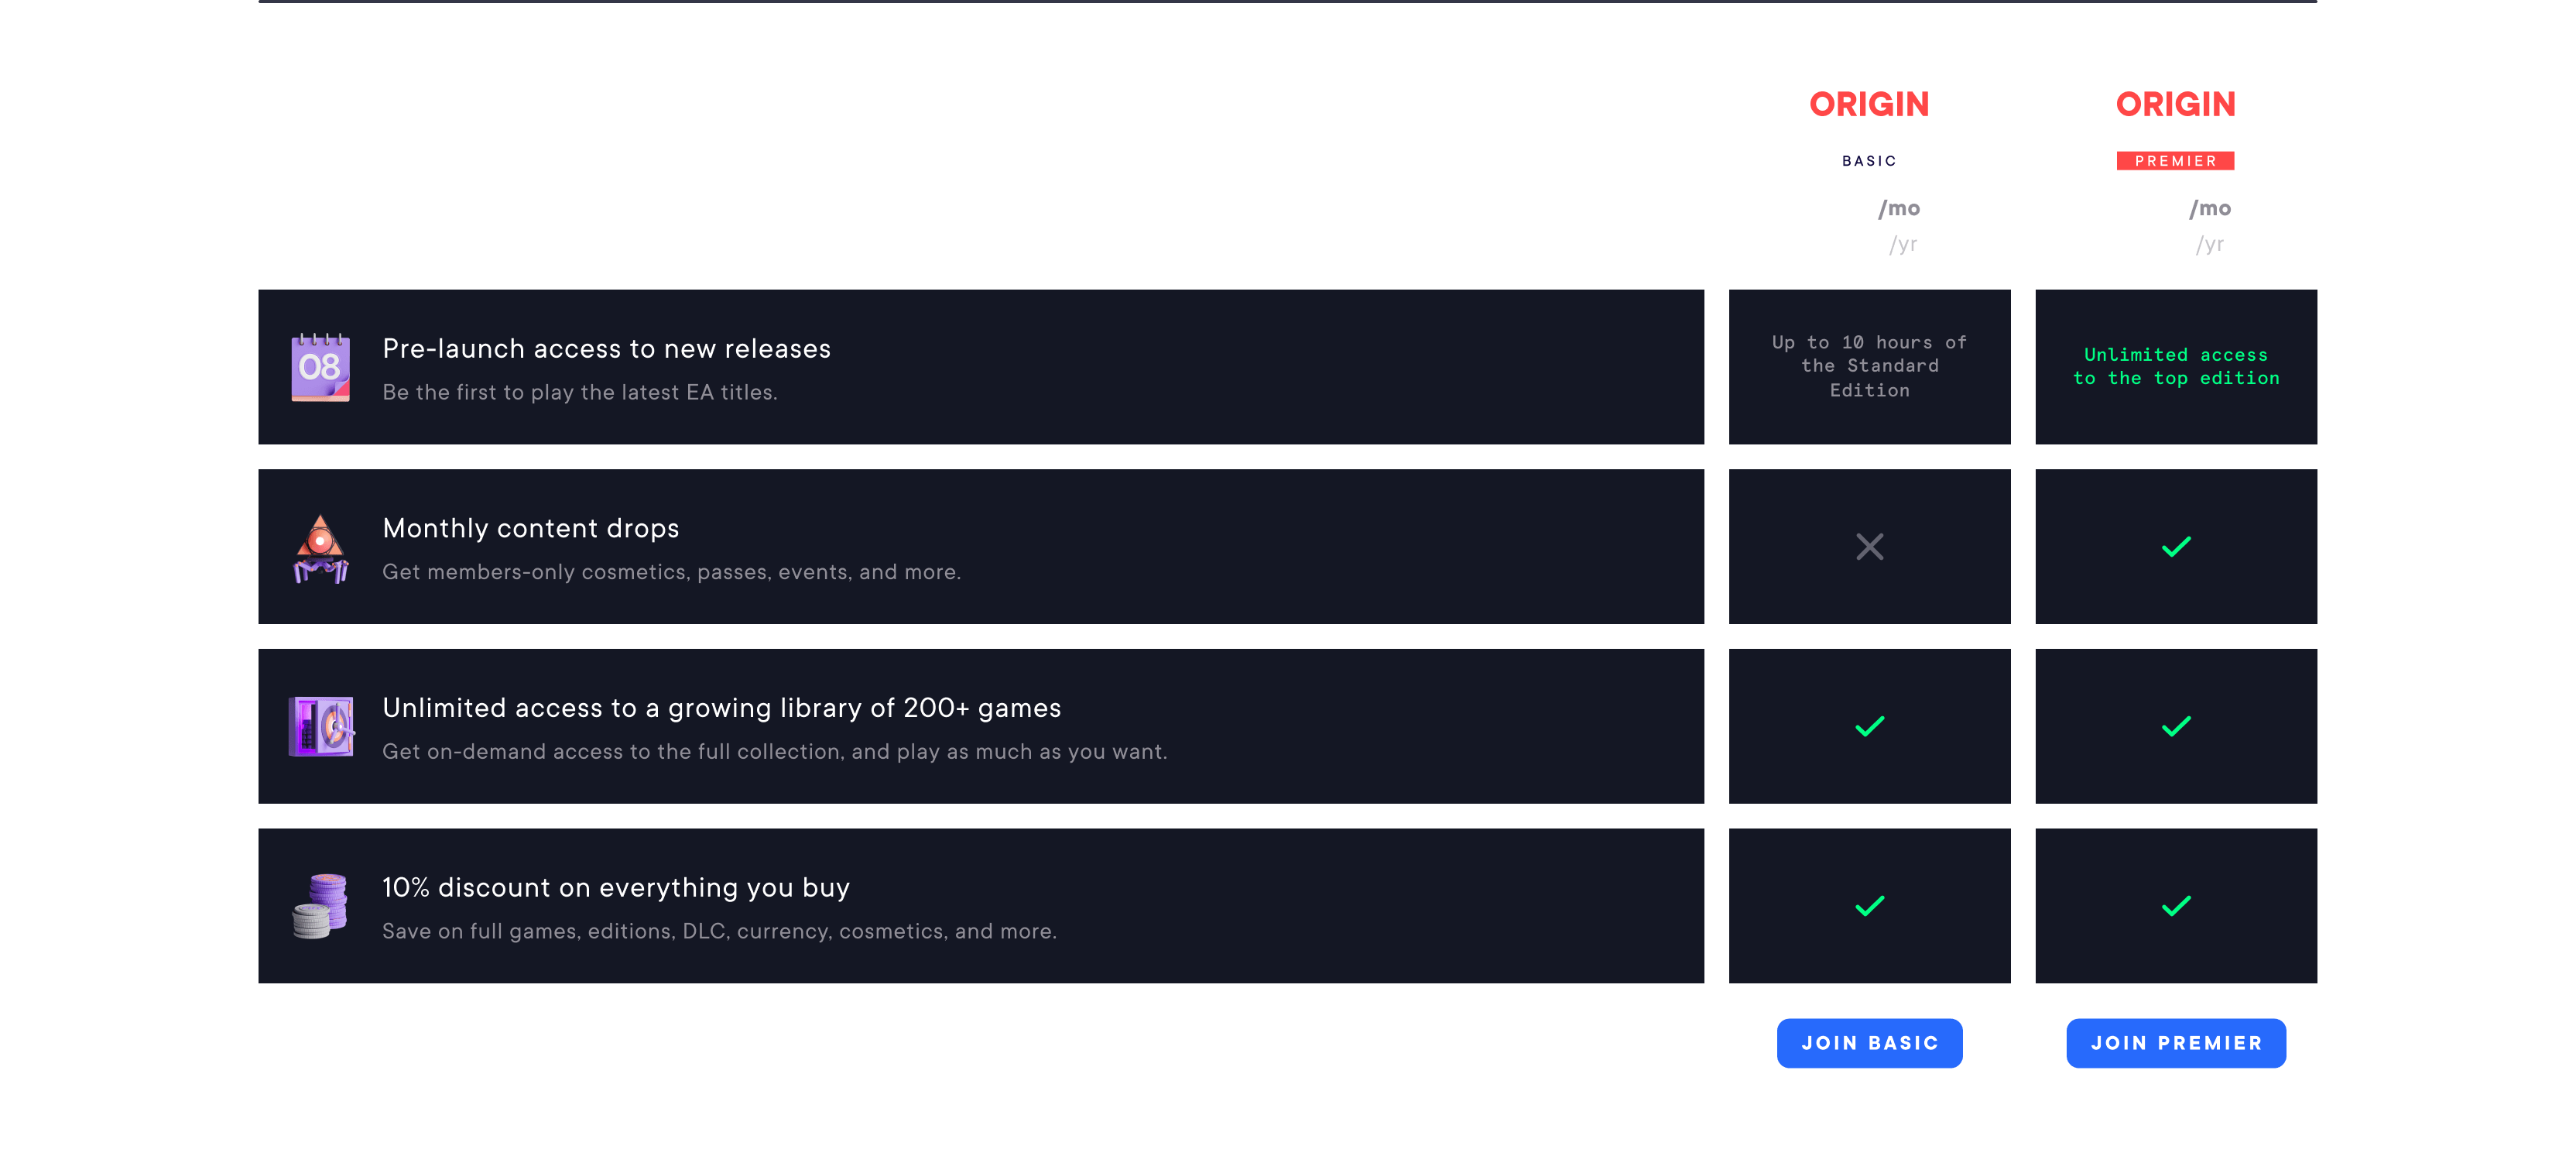 ORIGIN
BASIC
/mo
/yr
ORIGIN
PREMIER
/mo
/yr
08
Pre-launch access to new releases
Be the first to play the latest EA titles.
Up to 10 hours of
the Standard
Edition
Unlimited access
to the top edition
Monthly content drops
Get members-only cosmetics, passes, events, and more.
Unlimited access to a growing library of 200+ games
Get on-demand access to the full collection, and play as much as you want.
10% discount on everything you buy
Save on full games, editions, DLC, currency, cosmetics, and more.
JOIN BASIC
JOIN PREMIER